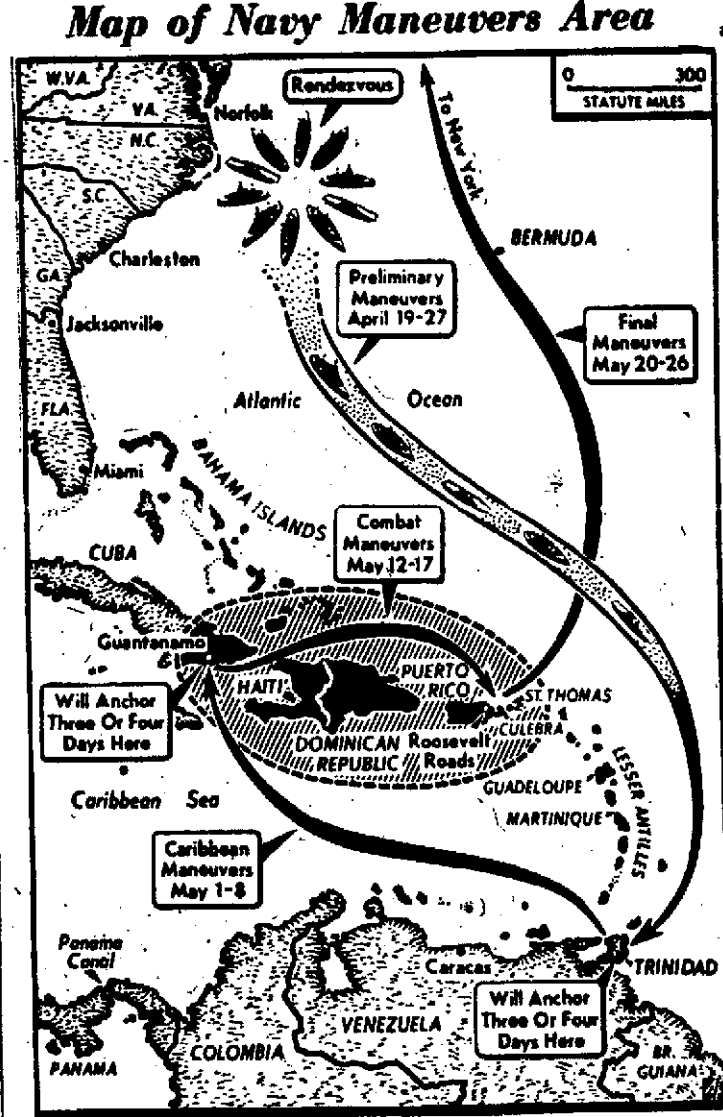 Map of Navy Maneuvers Area
W.VA.
VA.
N.C.
S.C.
GA.
FLA.
Norfolk
Rendezvous
0 300
STATUTE MILES
To New York
BERMUDA
Charleston
Preliminary
Maneuvers
April 19-27
Jacksonville
Final
Maneuvers
May 20-26
Atlantic Ocean
Miami
BAHAMA ISLANDS
Combat
Maneuvers
May 12-17
CUBA
Guantanamo
HAITI
PUERTO
RICO
ST. THOMAS
CULEBRA
Will Anchor
Three Or Four
Days Here
DOMINICAN
REPUBLIC
Roosevelt
Roads
GUADELOUPE
MARTINIQUE
LESSER ANTILLES
Caribbean Sea
Caribbean
Maneuvers
May 1-8
Panama
Canal
Caracas
TRINIDAD
Will Anchor
Three Or Four
Days Here
VENEZUELA
COLOMBIA
PANAMA
BR.
GUIANA